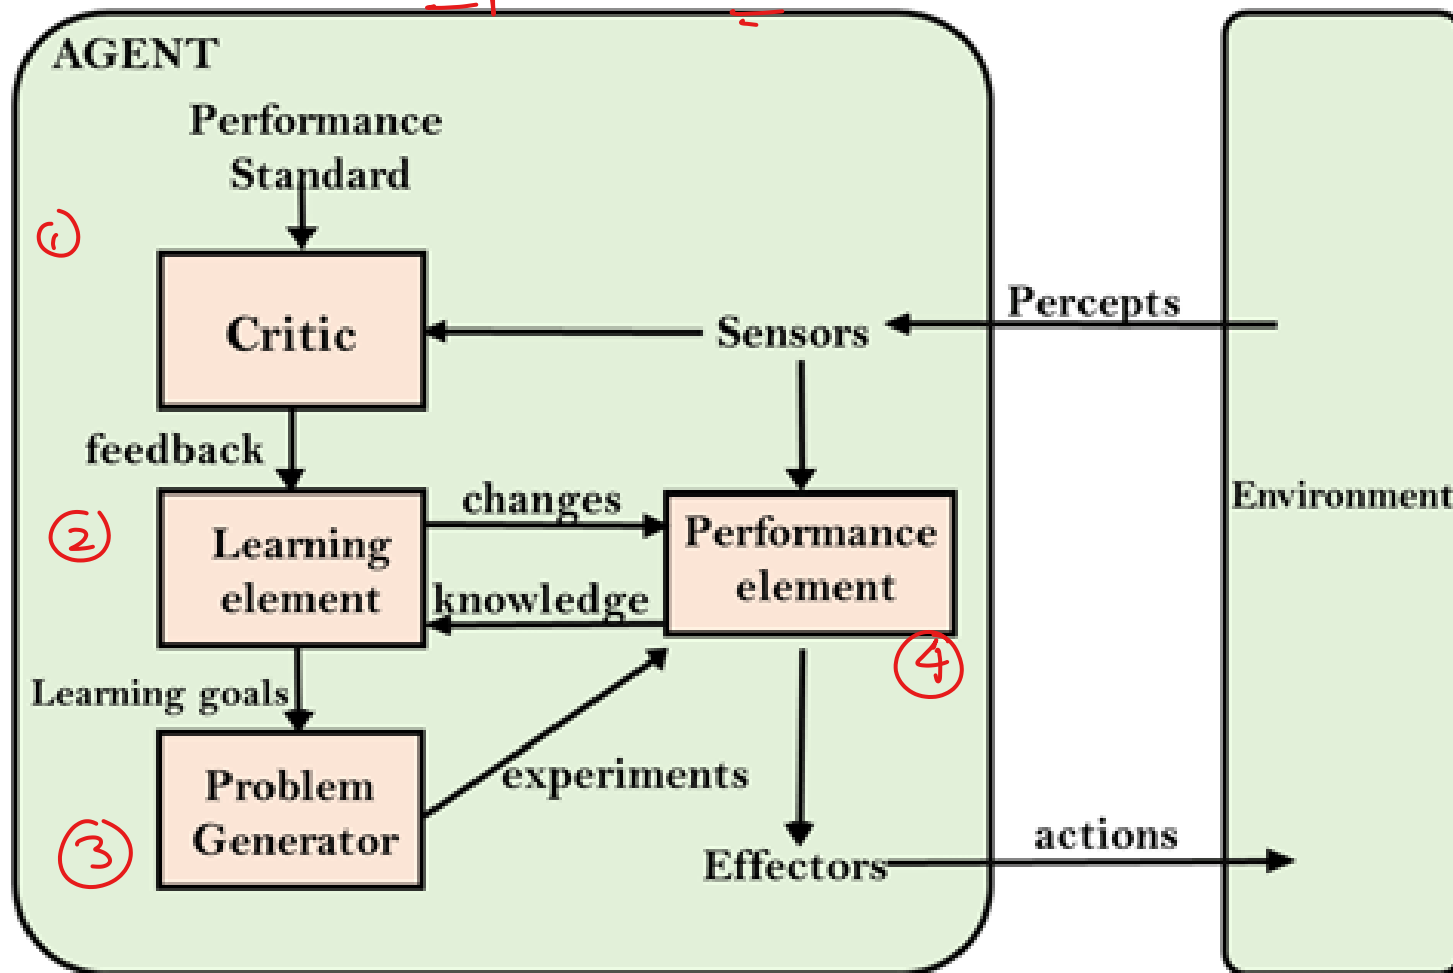 AGENT
Performance
Standard
1
Critic
Sensors
Percepts
feedback
changes
Environment
2
Learning
element
Performance
element
knowledge
4
Learning goals
Problem
Generator
experiments
3
Effectors
actions